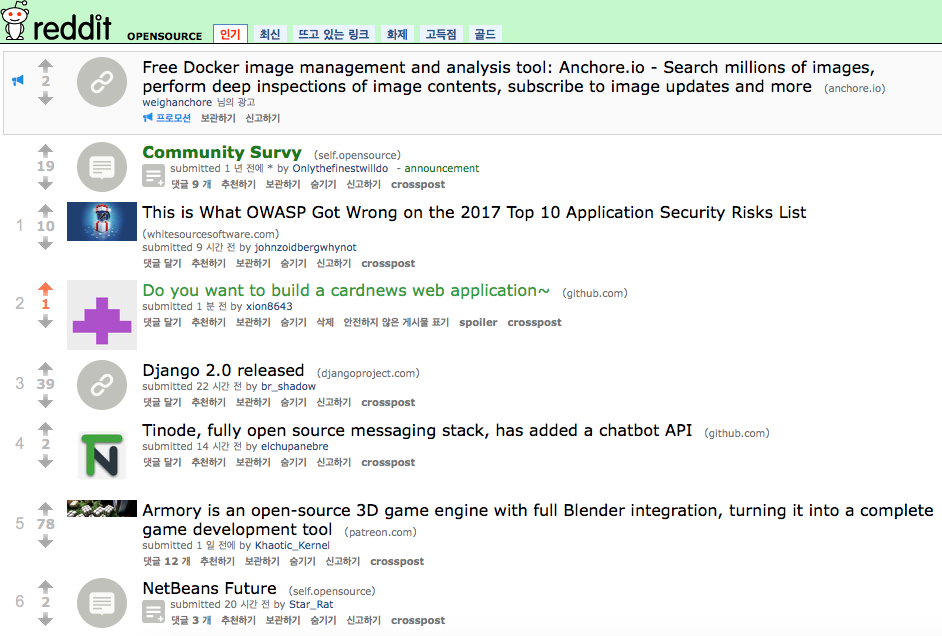 reddit OPENSOURCE 인기 최신 뜨고 있는 링크 화제 고득점 골드
2
Free Docker image management and analysis tool: Anchore.io - Search millions of images,
perform deep inspections of image contents, subscribe to image updates and more (anchore.io)
weighanchore 님의 광고
프로모션 보관하기 신고하기
19
Community Survy (self.opensource)
submitted 1 년 전에 * by Onlythefinestwilldo - announcement
댓글 9 개 추천하기 보관하기 숨기기 신고하기 crosspost
1 10
This is What OWASP Got Wrong on the 2017 Top 10 Application Security Risks List
(whitesourcesoftware.com)
submitted 9 시간 전 by johnzoidbergwhynot
댓글 달기 추천하기 보관하기 숨기기 신고하기 crosspost
2 1
Do you want to build a cardnews web application~ (github.com)
submitted 1 분 전 by xion8643
댓글 달기 추천하기 보관하기 숨기기 삭제 안전하지 않은 게시물 표기 spoiler crosspost
3 39
Django 2.0 released (djangoproject.com)
submitted 22 시간 전 by br_shadow
댓글 달기 추천하기 보관하기 숨기기 신고하기 crosspost
4 2
Tinode, fully open source messaging stack, has added a chatbot API (github.com)
submitted 14 시간 전 by elchupanebre
댓글 달기 추천하기 보관하기 숨기기 신고하기 crosspost
5 78
Armory is an open-source 3D game engine with full Blender integration, turning it into a complete
game development tool (patreon.com)
submitted 1 일 전에 by Khaotic_Kernel
댓글 12 개 추천하기 보관하기 숨기기 신고하기 crosspost
6 2
NetBeans Future (self.opensource)
submitted 20 시간 전 by Star_Rat
댓글 3 개 추천하기 보관하기 숨기기 신고하기 crosspost